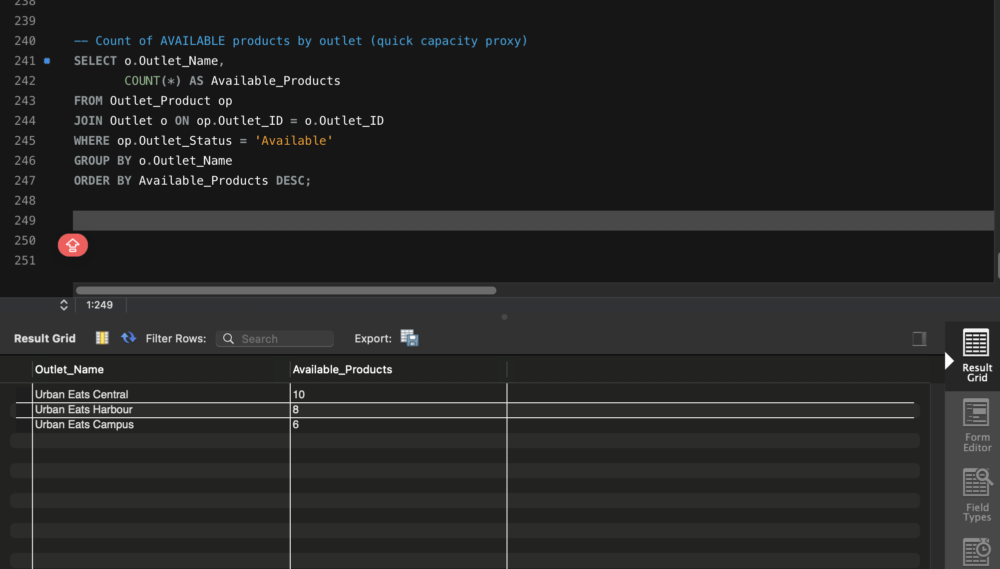 238
239
240 -- Count of AVAILABLE products by outlet (quick capacity proxy)
241 SELECT o.Outlet_Name,
242 COUNT(*) AS Available_Products
243 FROM Outlet_Product op
244 JOIN Outlet o ON op.Outlet_ID = o.Outlet_ID
245 WHERE op.Outlet_Status = 'Available'
246 GROUP BY o.Outlet_Name
247 ORDER BY Available_Products DESC;
248
249
250
251
1:249
Result Grid Filter Rows: Search Export:
Outlet_Name Available_Products
Urban Eats Central 10
Urban Eats Harbour 8
Urban Eats Campus 6
Result
Grid
Form
Editor
Field
Types